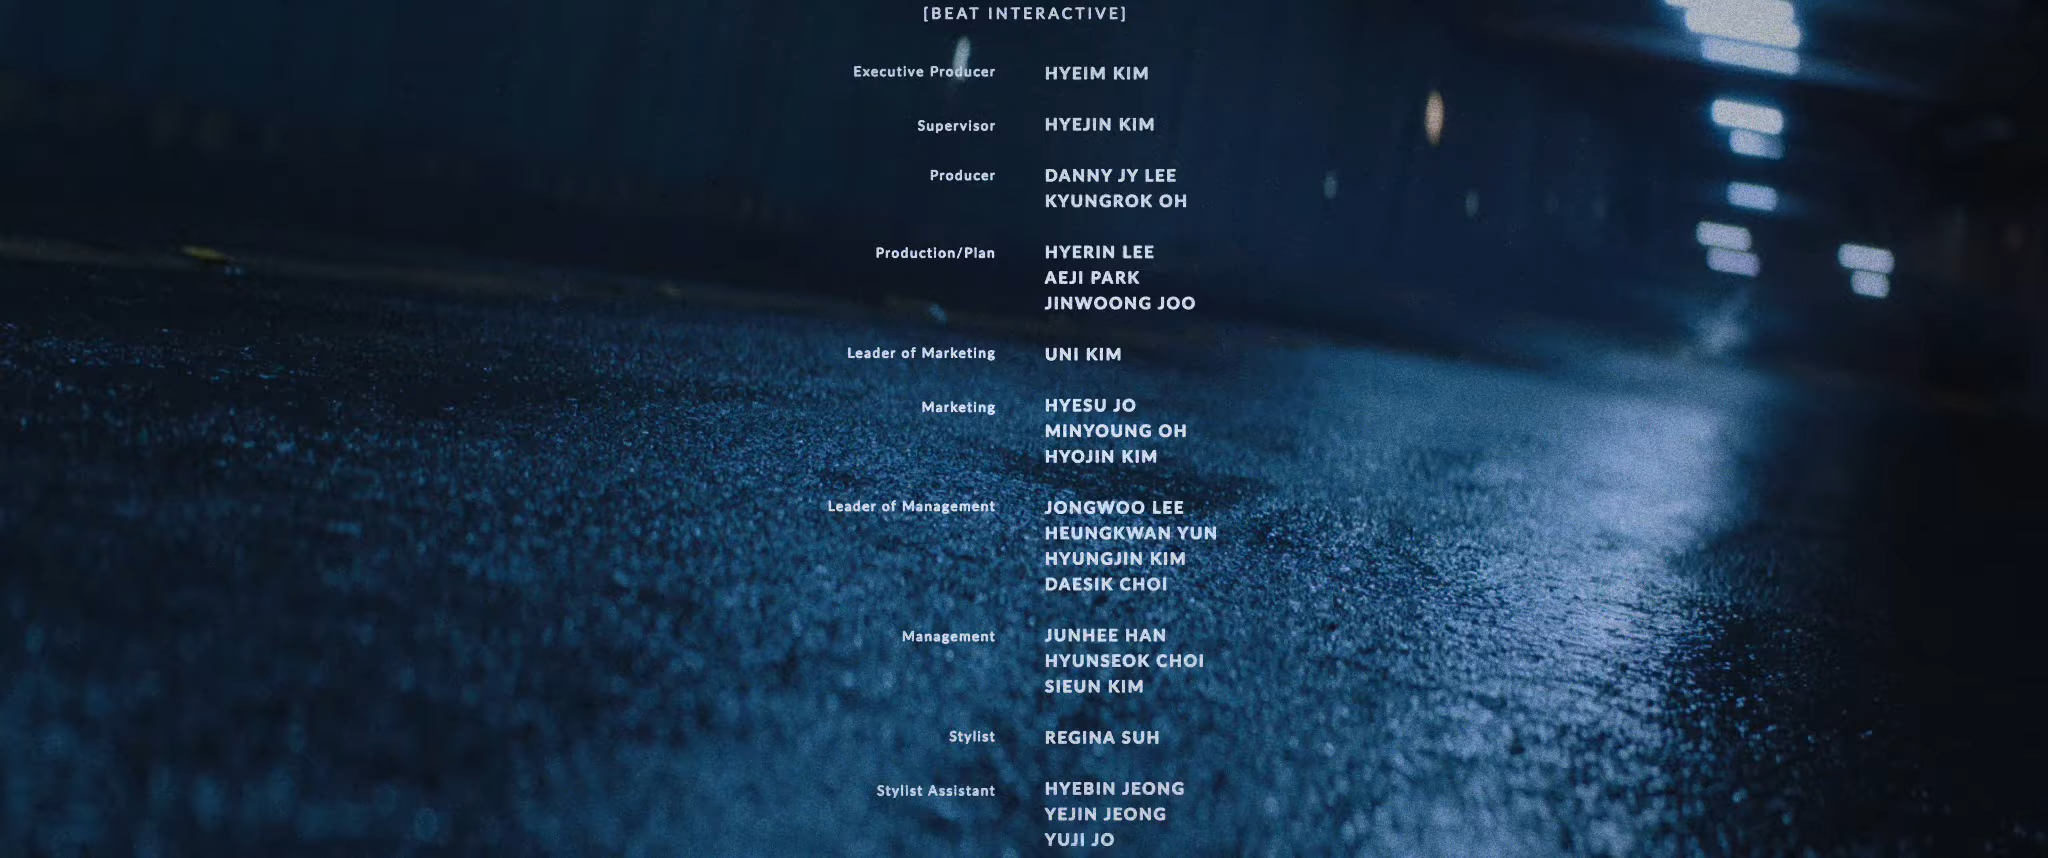 [BEAT INTERACTIVE]
Executive Producer HYEIM KIM
Supervisor HYEJIN KIM
Producer DANNY JY LEE
KYUNGROK OH
Production/Plan HYERIN LEE
AEJI PARK
JINWOONG JOO
Leader of Marketing UNI KIM
Marketing HYESU JO
MINYOUNG OH
HYOJIN KIM
Leader of Management JONGWOO LEE
HEUNGKWAN YUN
HYUNGJIN KIM
DAESIK CHOI
Management JUNHEE HAN
HYUNSEOK CHOI
SIEUN KIM
Stylist REGINA SUH
Stylist Assistant HYEBIN JEONG
YEJIN JEONG
YUJI JO